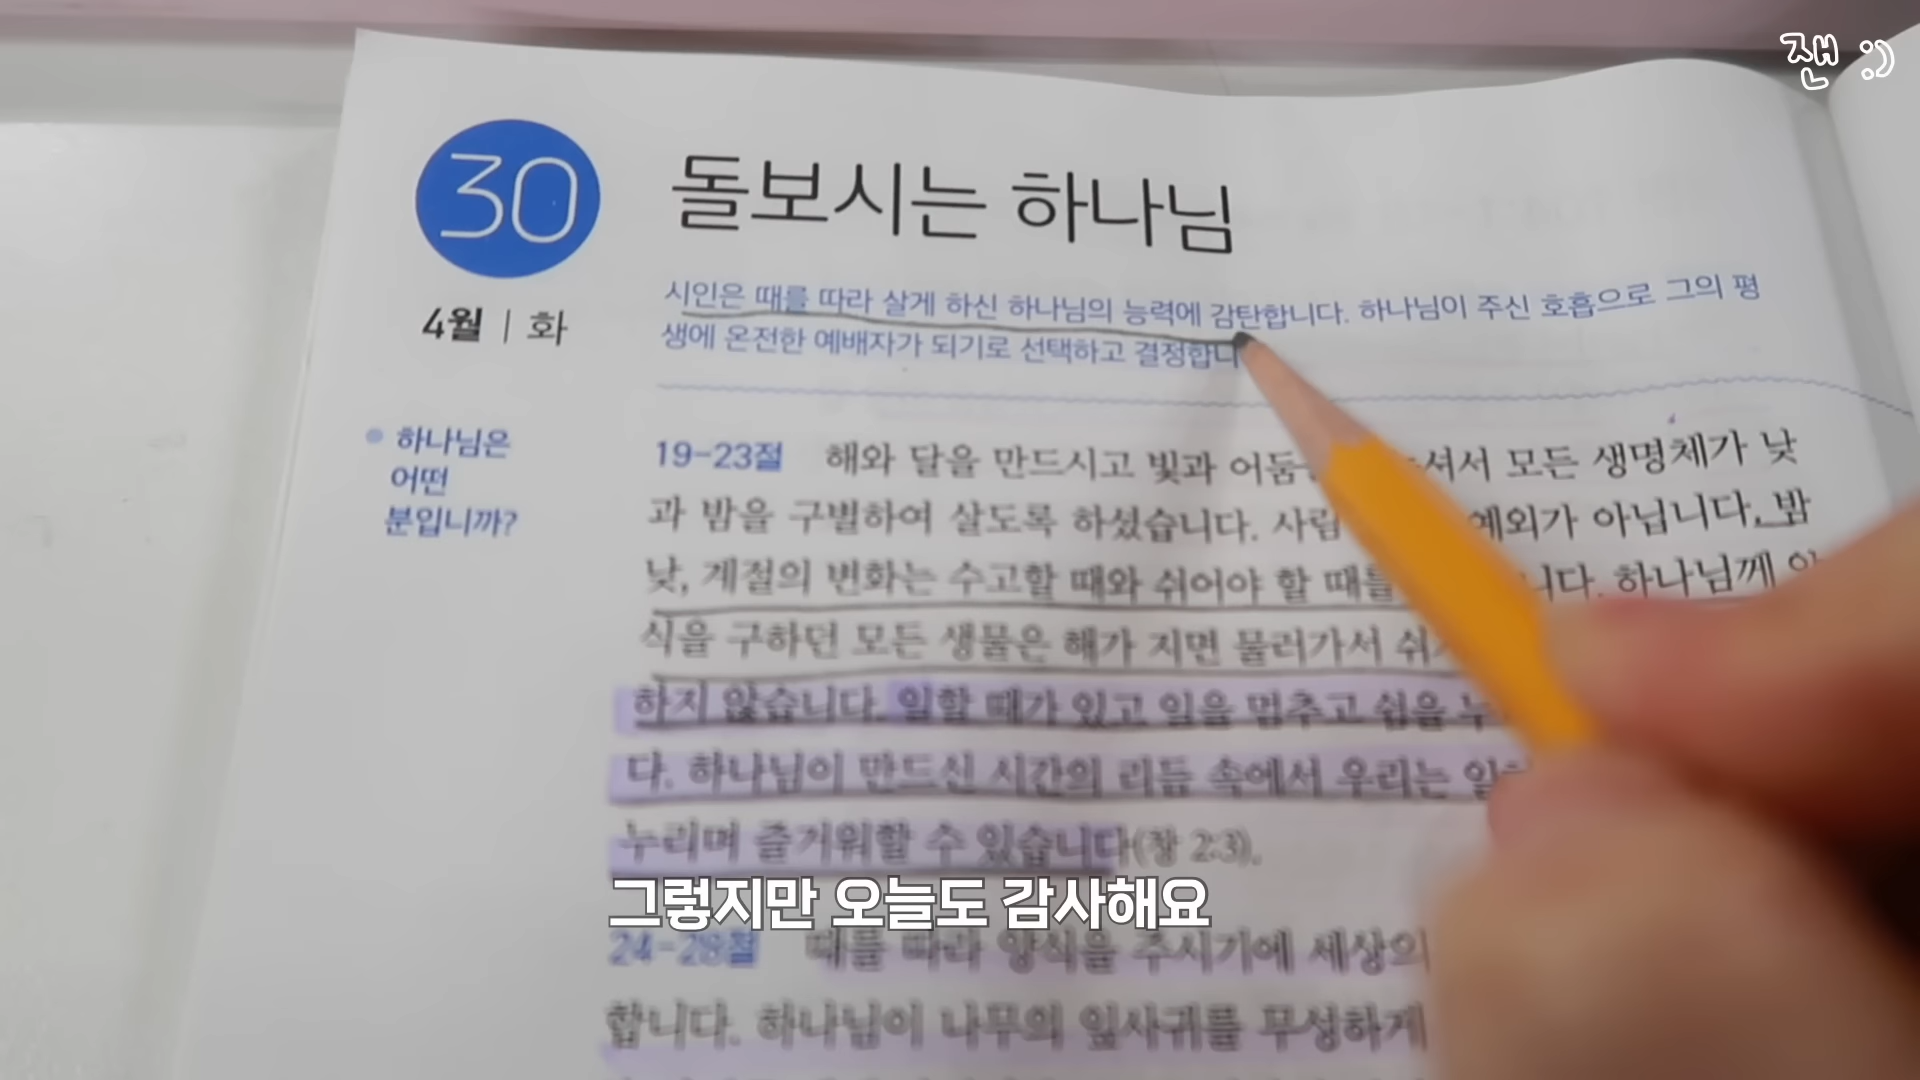 잰 :)
30
4월 | 화
돌보시는 하나님
시인은 때를 따라 살게 하신 하나님의 능력에 감탄합니다. 하나님이 주신 호흡으로 그의 평
생에 온전한 예배자가 되기로 선택하고 결정합니
하나님은
어떤
분입니까?
19-23절 해와 달을 만드시고 빛과 셔서 모든 생명체가 낮
과 밤을 구별하여 살도록 하셨습니다. 사람 예외가 아닙니다. 밤
낮, 계절의 변화는 수고할 때와 쉬어야 할 때를 니다. 하나님께
식을 구하던 모든 생물은 해가 지면 물러가서
하지 않습니다. 일할 때가 있고 일을 멈추고 쉼을
다. 하나님이 만드신 시간의 리듬 속에서 우리는
누리며 즐거워할 수 있습니다(창 2:3).
그렇지만 오늘도 감사해요
24-28절 때를 따라 양식을 주시기에 세상의
합니다. 하나님이 나무의 잎사귀를 무성하게